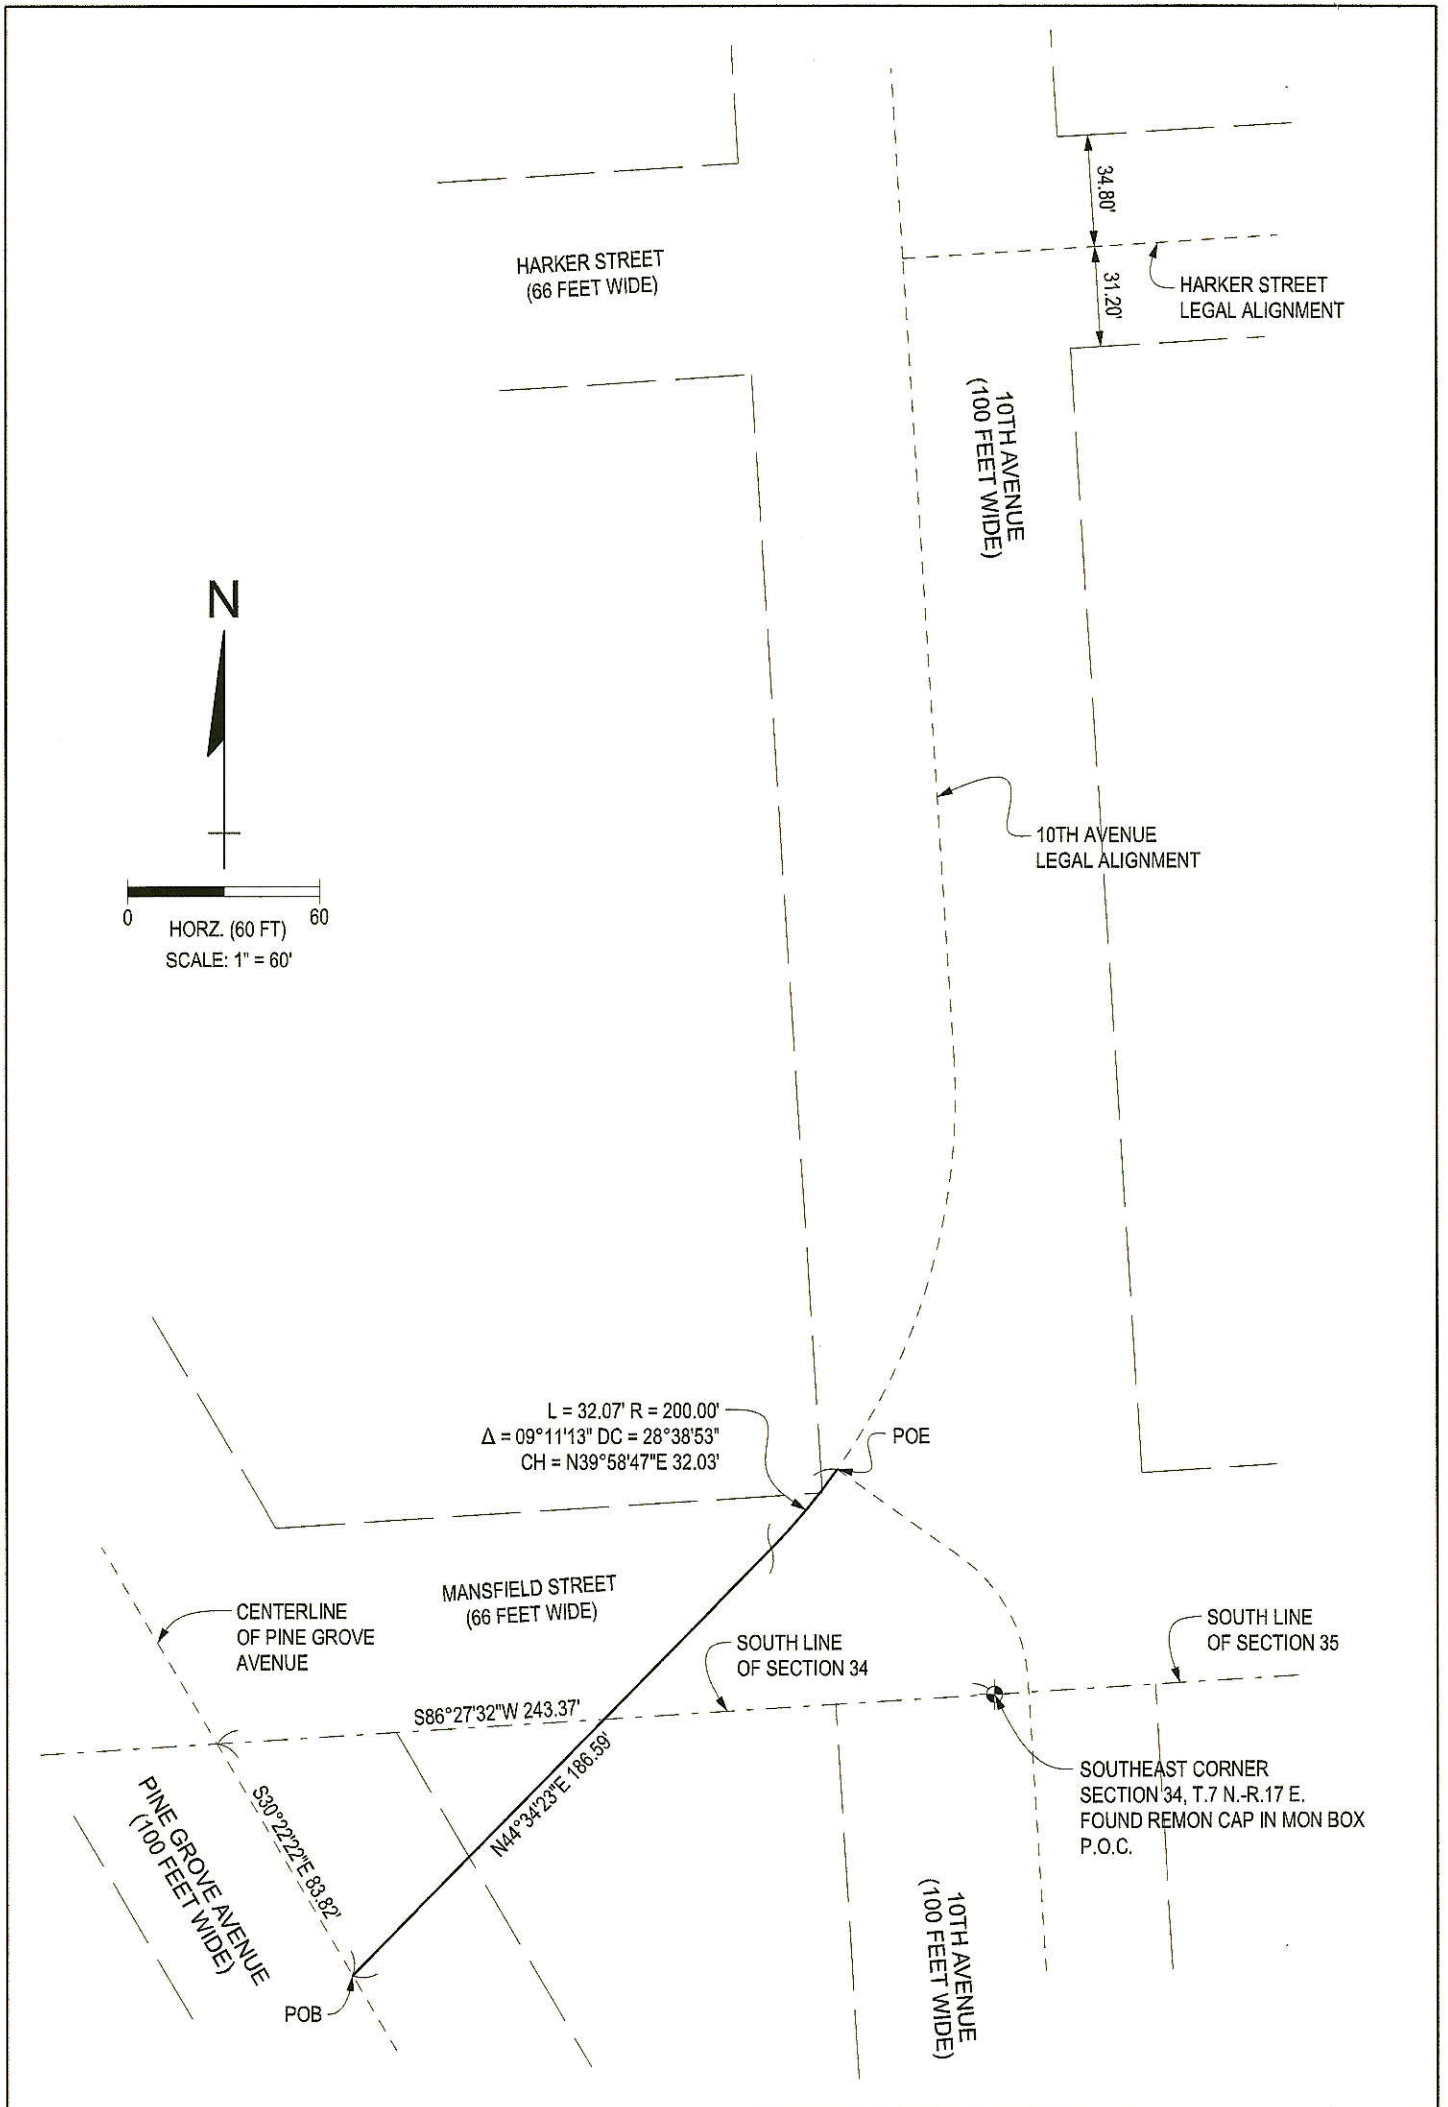 34.80'
HARKER STREET
(66 FEET WIDE)
31.20'
HARKER STREET
LEGAL ALIGNMENT
10TH AVENUE
(100 FEET WIDE)
N
0
60
HORZ. (60 FT)
SCALE: 1" = 60'
10TH AVENUE
LEGAL ALIGNMENT
L = 32.07' R = 200.00'
Δ = 09°11'13" DC = 28°38'53"
CH = N39°58'47"E 32.03'
POE
MANSFIELD STREET
(66 FEET WIDE)
CENTERLINE
OF PINE GROVE
AVENUE
SOUTH LINE
OF SECTION 34
SOUTH LINE
OF SECTION 35
S86°27'32"W 243.37'
N44°34'23"E 186.59'
S30°22'22"E 83.82'
PINE GROVE AVENUE
(100 FEET WIDE)
SOUTHEAST CORNER
SECTION 34, T.7 N.-R.17 E.
FOUND REMON CAP IN MON BOX
P.O.C.
10TH AVENUE
(100 FEET WIDE)
POB